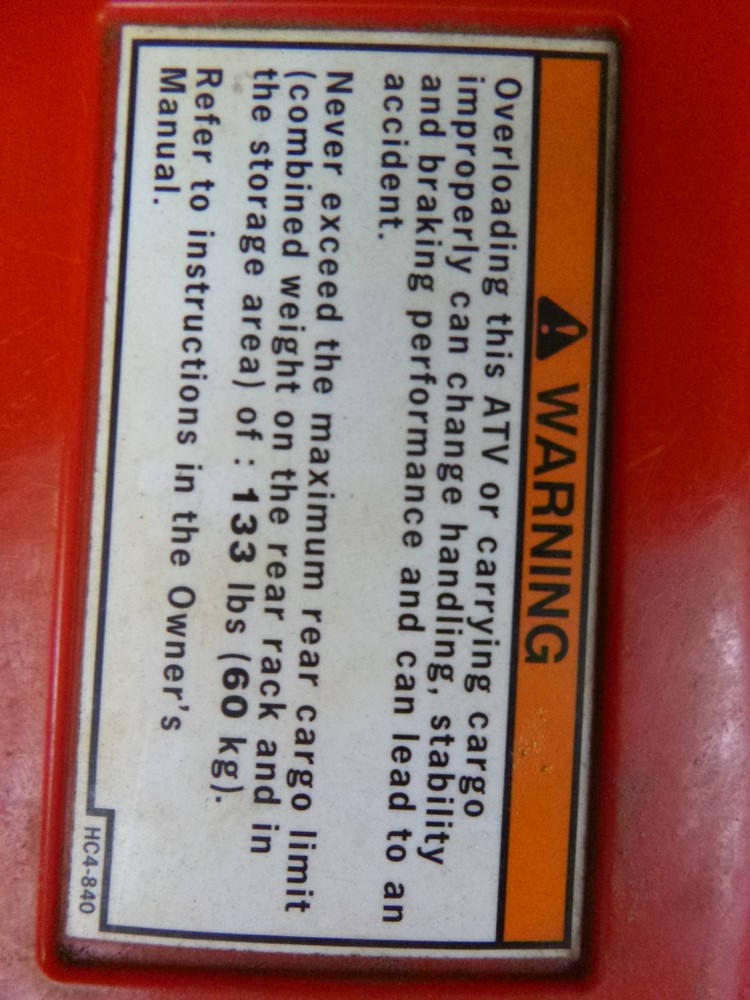 WARNING
Overloading this ATV or carrying cargo
improperly can change handling, stability
and braking performance and can lead to an
accident.
Never exceed the maximum rear cargo limit
(combined weight on the rear rack and in
the storage area) of : 133 lbs (60 kg).
Refer to instructions in the Owner's
Manual.
HC4-840